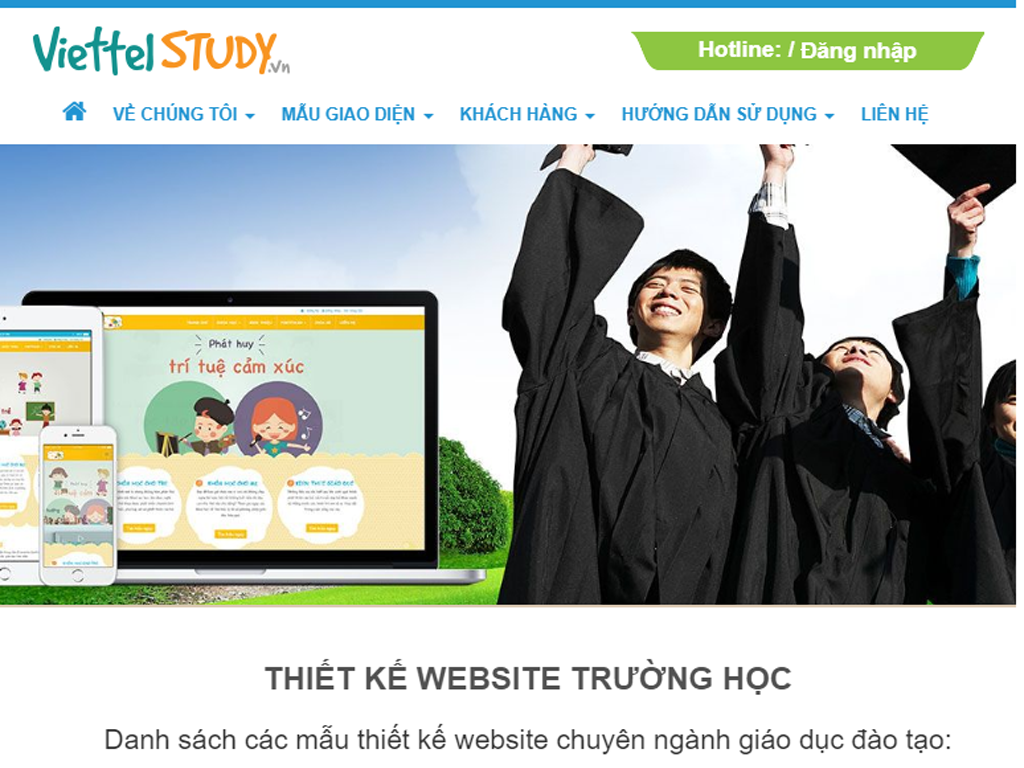 ViettelSTUDY.vn
Hotline: / Đăng nhập
VỀ CHÚNG TÔI
MẪU GIAO DIỆN
KHÁCH HÀNG
HƯỚNG DẪN SỬ DỤNG
LIÊN HỆ
Phát huy
trí tuệ cảm xúc
THIẾT KẾ WEBSITE TRƯỜNG HỌC
Danh sách các mẫu thiết kế website chuyên ngành giáo dục đào tạo: